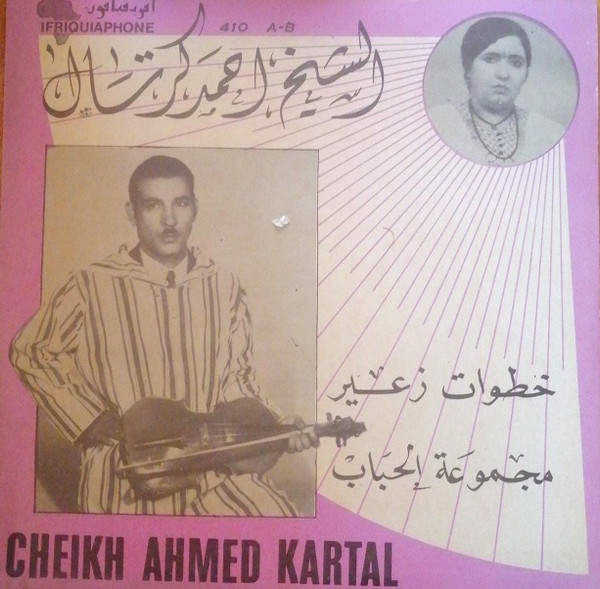 افريقيافون
IFRIQUIAPHONE 410 A-B
الشيخ احمد كرتال
خطوات زعير
مجموعة الحباب
CHEIKH AHMED KARTAL